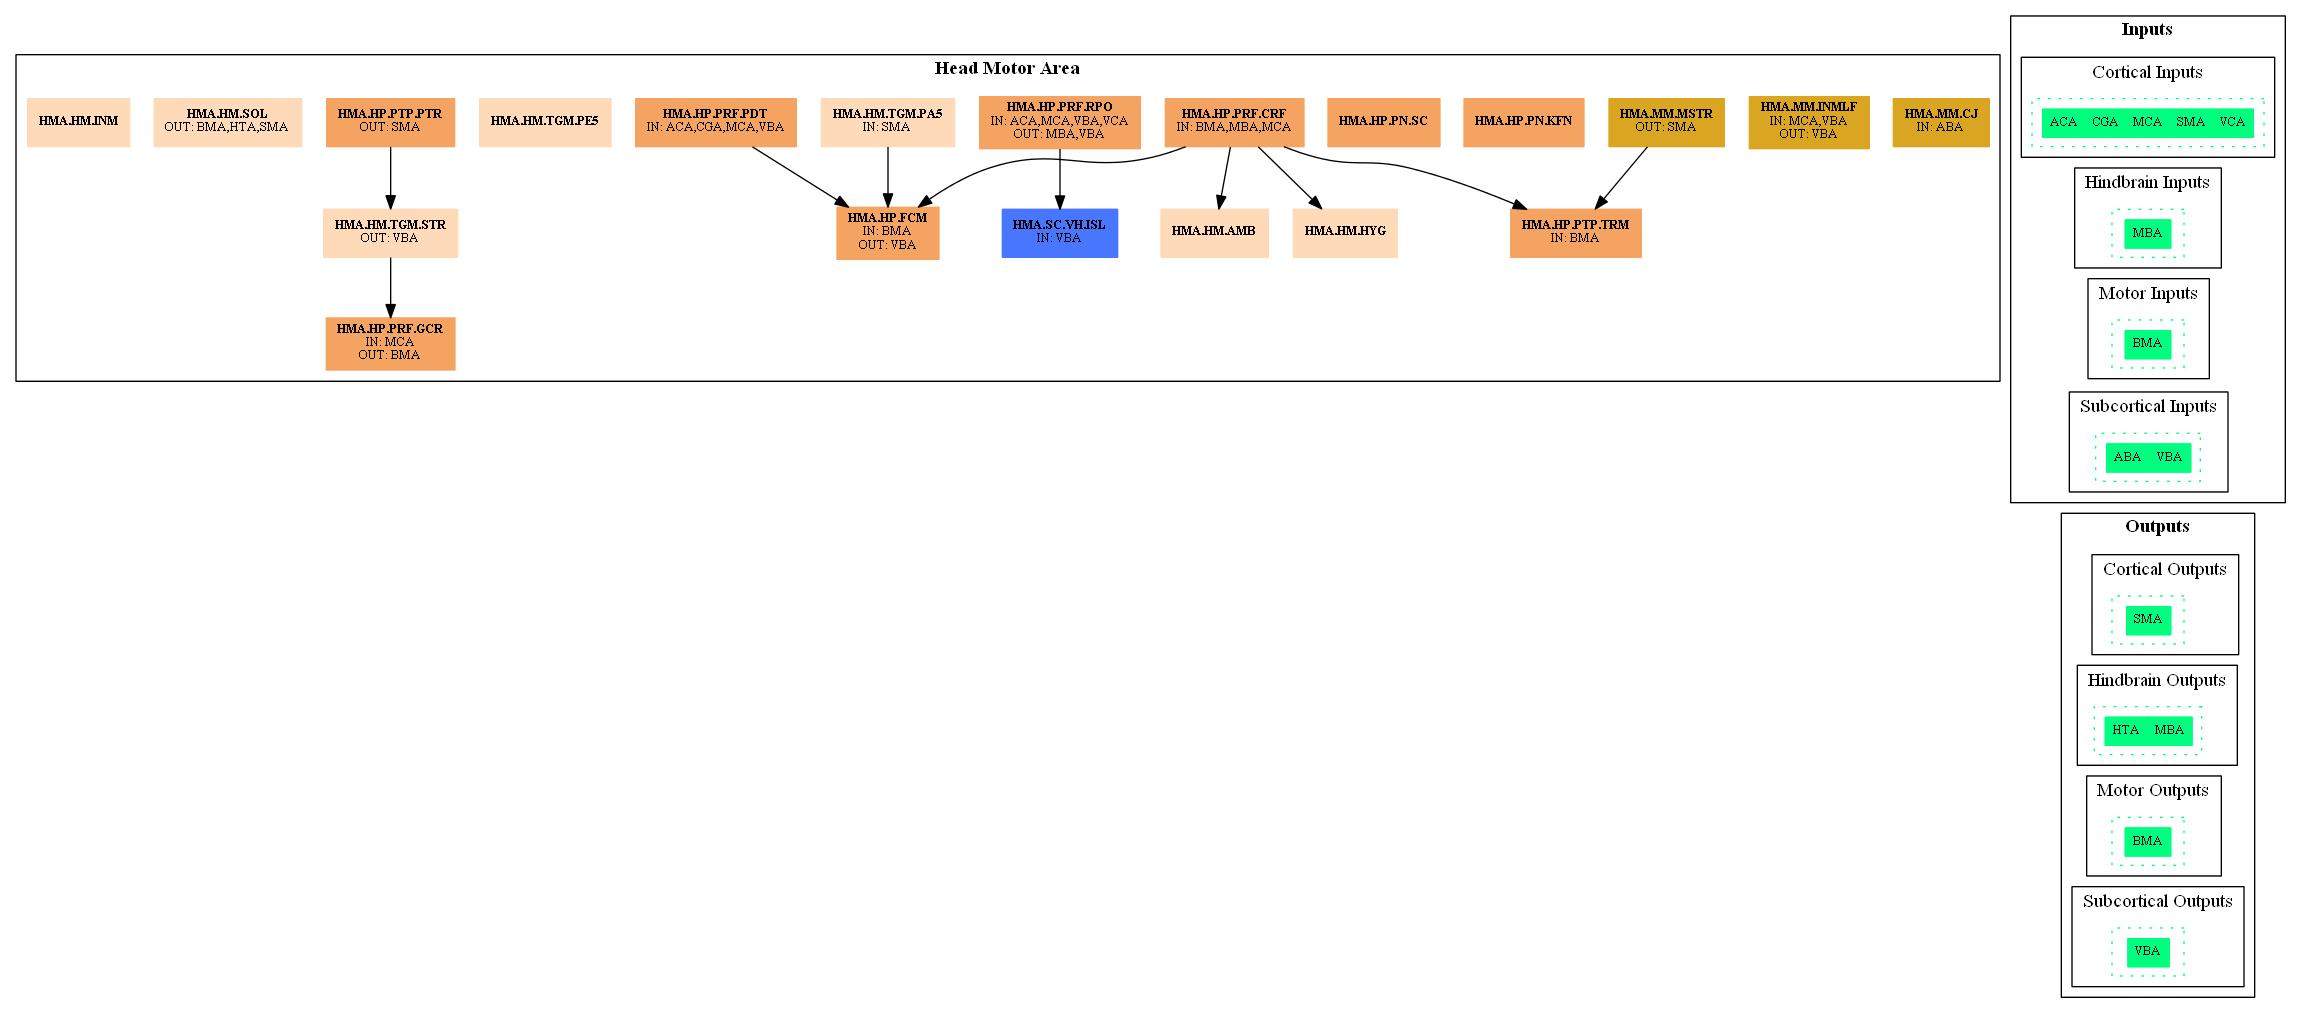 Head Motor Area
HMA.HM.INM
HMA.HM.SOL
OUT: BMA,HTA,SMA
HMA.HP.PTP.PTR
OUT: SMA
HMA.HM.TGM.PE5
HMA.HP.PRF.PDT
IN: ACA,CGA,MCA,VBA
HMA.HM.TGM.PA5
IN: SMA
HMA.HP.PRF.RPO
IN: ACA,MCA,VBA,VCA
OUT: MBA,VBA
HMA.HP.PRF.CRF
IN: BMA,MBA,MCA
HMA.HP.PN.SC
HMA.HP.PN.KFN
HMA.MM.MSTR
OUT: SMA
HMA.MM.INMLF
IN: MCA,VBA
OUT: VBA
HMA.MM.CJ
IN: ABA
HMA.HM.TGM.STR
OUT: VBA
HMA.HP.FCM
IN: BMA
OUT: VBA
HMA.SC.VH.ISL
IN: VBA
HMA.HM.AMB
HMA.HM.HYG
HMA.HP.PTP.TRM
IN: BMA
HMA.HP.PRF.GCR
IN: MCA
OUT: BMA
Inputs
Cortical Inputs
ACA CGA MCA SMA VCA
Hindbrain Inputs
MBA
Motor Inputs
BMA
Subcortical Inputs
ABA VBA
Outputs
Cortical Outputs
SMA
Hindbrain Outputs
HTA MBA
Motor Outputs
BMA
Subcortical Outputs
VBA